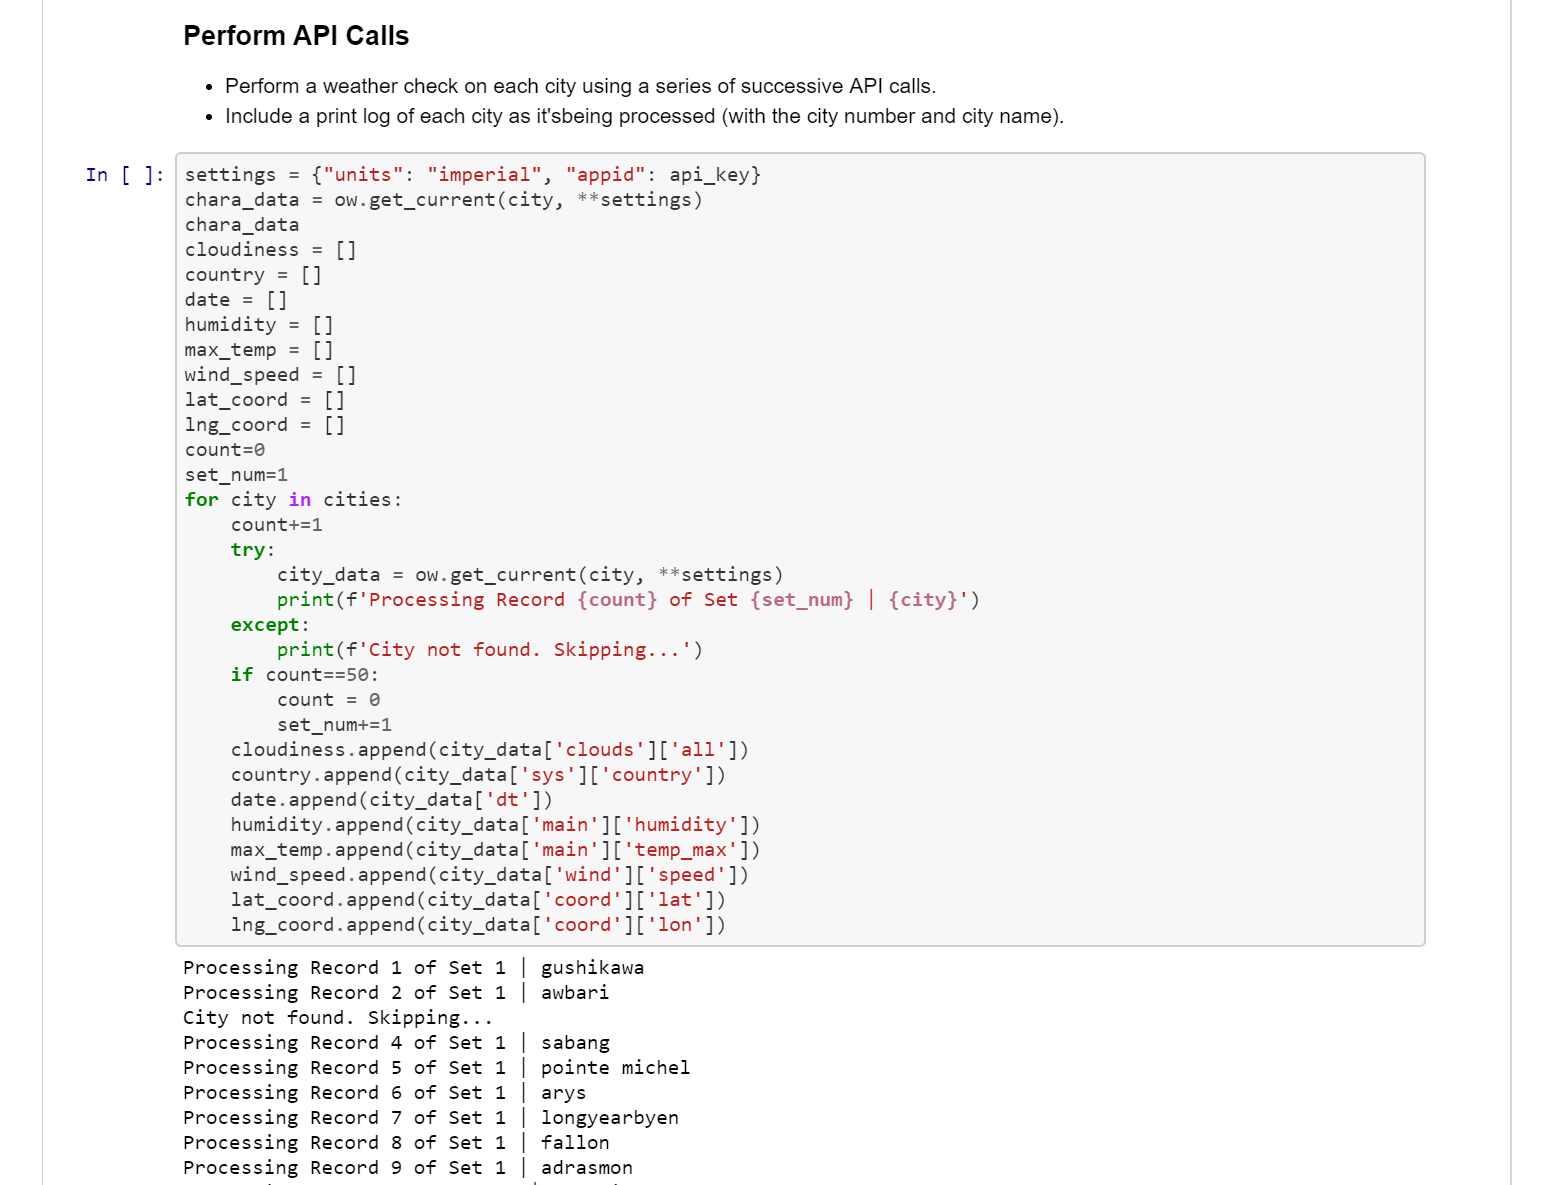 Perform API Calls
• Perform a weather check on each city using a series of successive API calls.
• Include a print log of each city as it'sbeing processed (with the city number and city name).
In [ ]:
settings = {"units": "imperial", "appid": api_key}
chara_data = ow.get_current(city, **settings)
chara_data
cloudiness = []
country = []
date = []
humidity = []
max_temp = []
wind_speed = []
lat_coord = []
lng_coord = []
count=0
set_num=1
for city in cities:
    count+=1
    try:
        city_data = ow.get_current(city, **settings)
        print(f'Processing Record {count} of Set {set_num} | {city}')
    except:
        print(f'City not found. Skipping...')
    if count==50:
        count = 0
        set_num+=1
    cloudiness.append(city_data['clouds']['all'])
    country.append(city_data['sys']['country'])
    date.append(city_data['dt'])
    humidity.append(city_data['main']['humidity'])
    max_temp.append(city_data['main']['temp_max'])
    wind_speed.append(city_data['wind']['speed'])
    lat_coord.append(city_data['coord']['lat'])
    lng_coord.append(city_data['coord']['lon'])
Processing Record 1 of Set 1 | gushikawa
Processing Record 2 of Set 1 | awbari
City not found. Skipping...
Processing Record 4 of Set 1 | sabang
Processing Record 5 of Set 1 | pointe michel
Processing Record 6 of Set 1 | arys
Processing Record 7 of Set 1 | longyearbyen
Processing Record 8 of Set 1 | fallon
Processing Record 9 of Set 1 | adrasmon